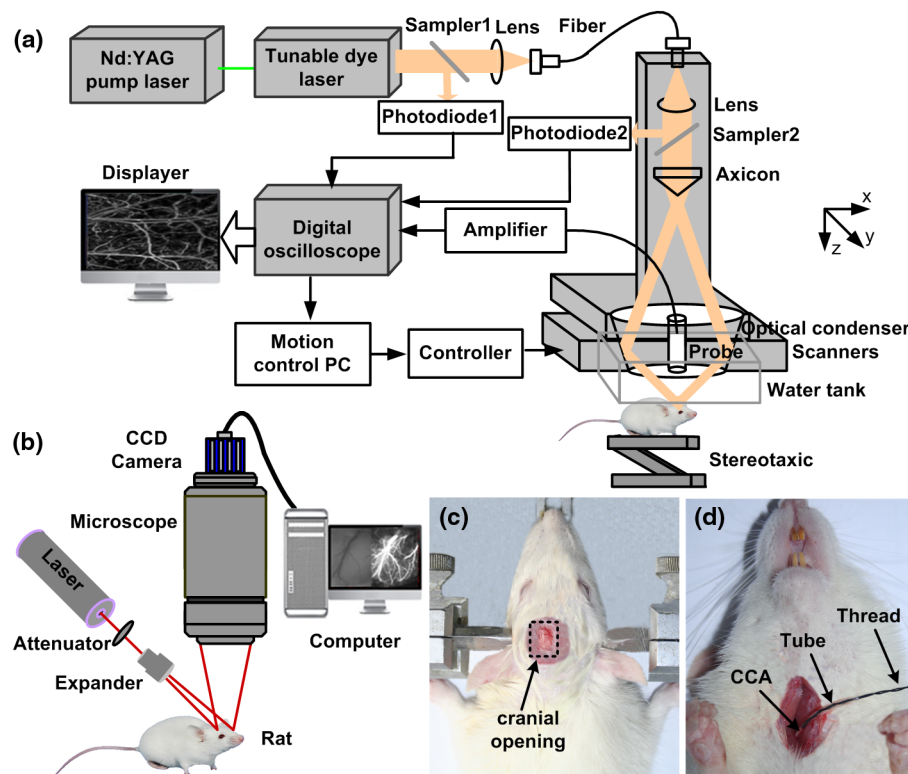 (a)
Nd:YAG
pump laser
Tunable dye
laser
Sampler1
Lens
Fiber
Photodiode1
Photodiode2
Lens
Sampler2
Axicon
Displayer
Digital
oscilloscope
Amplifier
x
y
z
Motion
control PC
Controller
Optical condenser
Probe
Scanners
Water tank
Stereotaxic
(b)
CCD
Camera
Microscope
Laser
Attenuator
Expander
Computer
Rat
(c)
cranial
opening
(d)
Thread
Tube
CCA